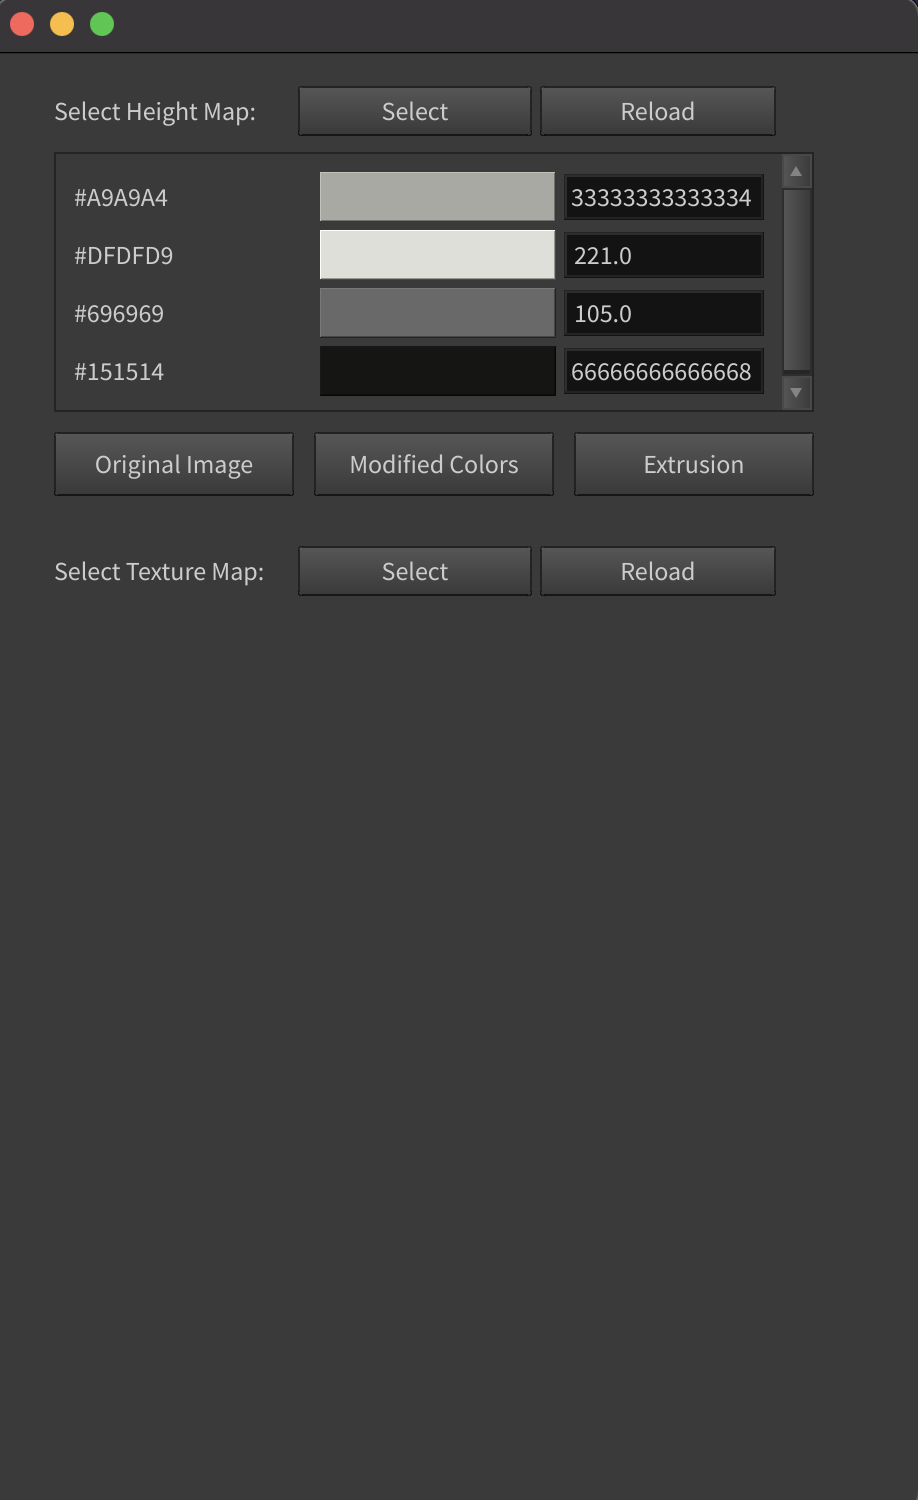 Select Height Map: Select Reload
#A9A9A4 33333333333334
#DFDFD9 221.0
#696969 105.0
#151514 66666666666668
Original Image Modified Colors Extrusion
Select Texture Map: Select Reload